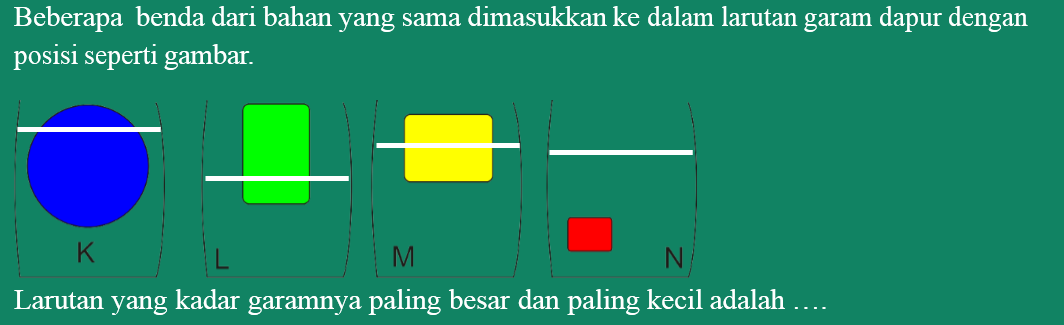 Beberapa benda dari bahan yang sama dimasukkan ke dalam larutan garam dapur dengan
posisi seperti gambar.
K L M N
Larutan yang kadar garamnya paling besar dan paling kecil adalah ….